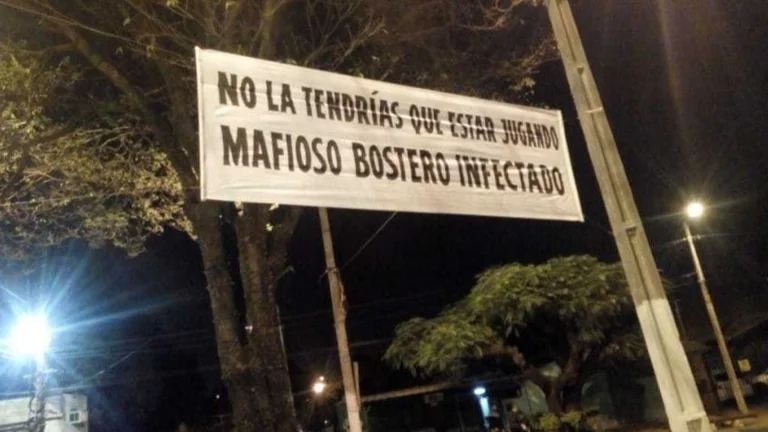 NO LA TENDRÍAS QUE ESTAR JUGANDO
MAFIOSO BOSTERO INFECTADO